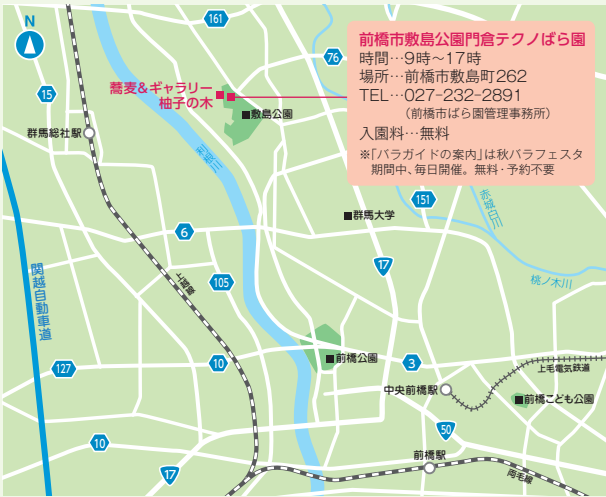 N
161
76
15
前橋市敷島公園門倉テクノばら園
時間…9時~17時
場所…前橋市敷島町262
TEL…027-232-2891
(前橋市ばら園管理事務所)
入園料…無料
※「バラガイドの案内」は秋バラフェスタ
期間中、毎日開催。無料・予約不要
蕎麦&ギャラリー
柚子の木
敷島公園
群馬総社駅
利根川
赤城白川
151
群馬大学
6
17
桃ノ木川
関越自動車道
上越線
105
前橋公園
127
10
3
上毛電気鉄道
中央前橋駅
前橋こども公園
50
10
17
前橋駅
両毛線